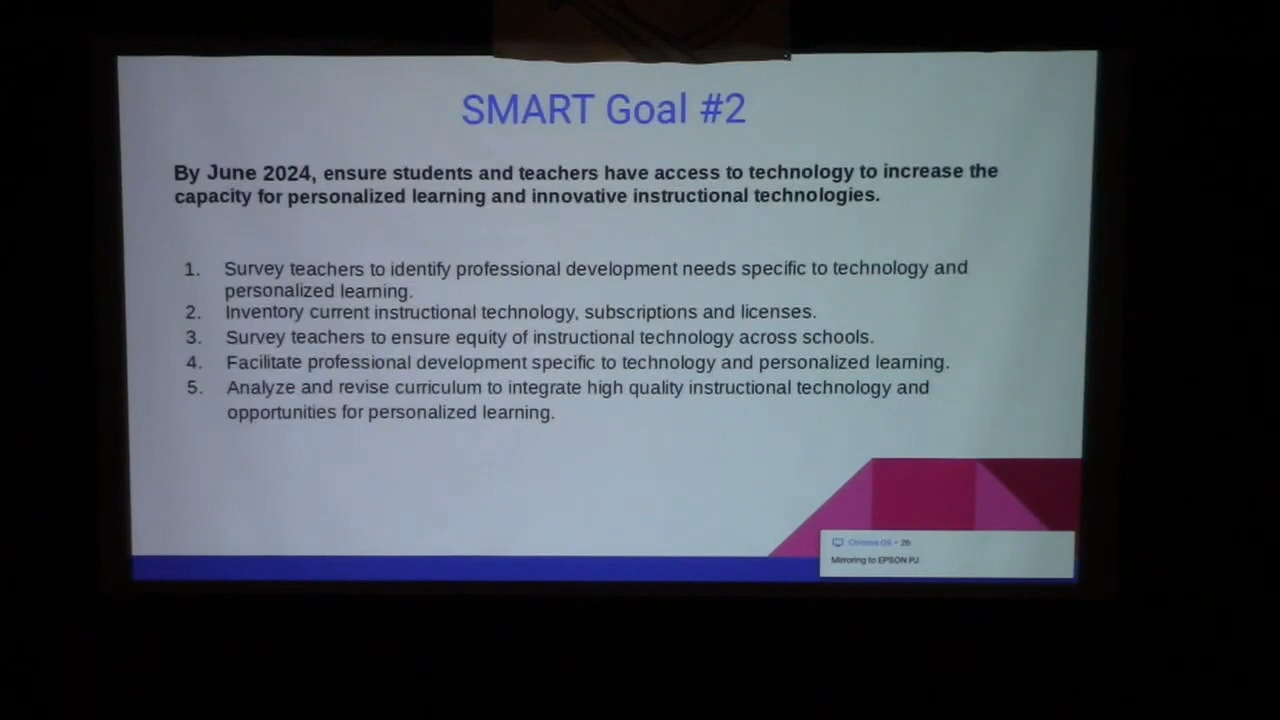 SMART Goal #2
By June 2024, ensure students and teachers have access to technology to increase the
capacity for personalized learning and innovative instructional technologies.
1. Survey teachers to identify professional development needs specific to technology and
personalized learning.
2. Inventory current instructional technology, subscriptions and licenses.
3. Survey teachers to ensure equity of instructional technology across schools.
4. Facilitate professional development specific to technology and personalized learning.
5. Analyze and revise curriculum to integrate high quality instructional technology and
opportunities for personalized learning.
Chrome OS •
Mirroring to EPSON PJ